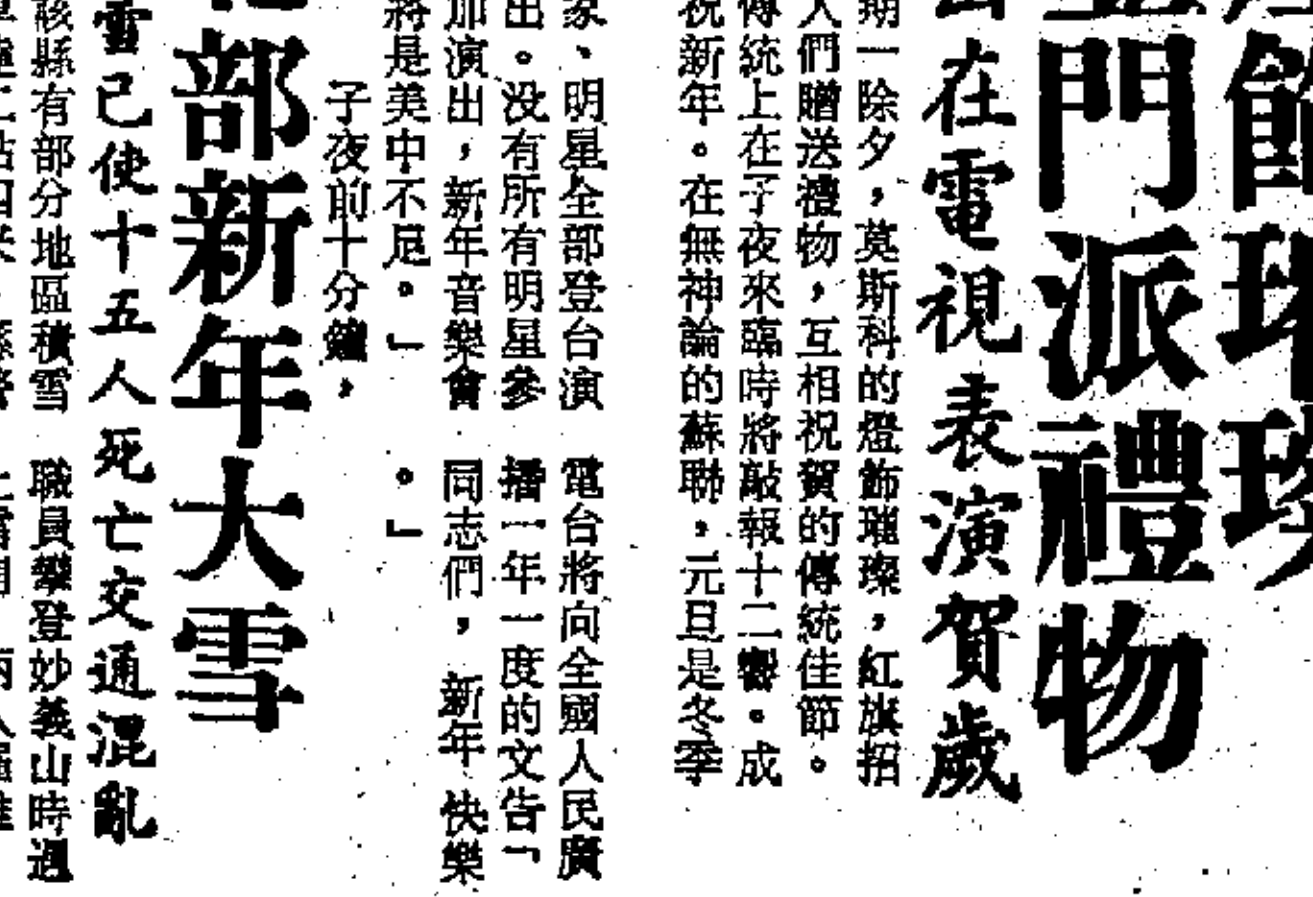 飾璀璨
門派禮物
在電視表演賀歲
期一除夕，莫斯科的燈飾璀璨，紅旗招
人們贈送禮物，互相祝賀的傳統佳節。
傳統上在子夜來臨時將敲報十二響。成
祝新年。在無神論的蘇聯，元旦是冬季
家、明星全部登台演
出。没有所有明星參
加演出，新年音樂會
將是美中不足。」
子夜前十分鐘，
電台將向全國人民廣
播一年一度的文告「
同志們，新年快樂
。」
部新年大雪
雪已使十五人死亡交通混亂
該縣有部分地區積雪
職員攀登妙義山時遇